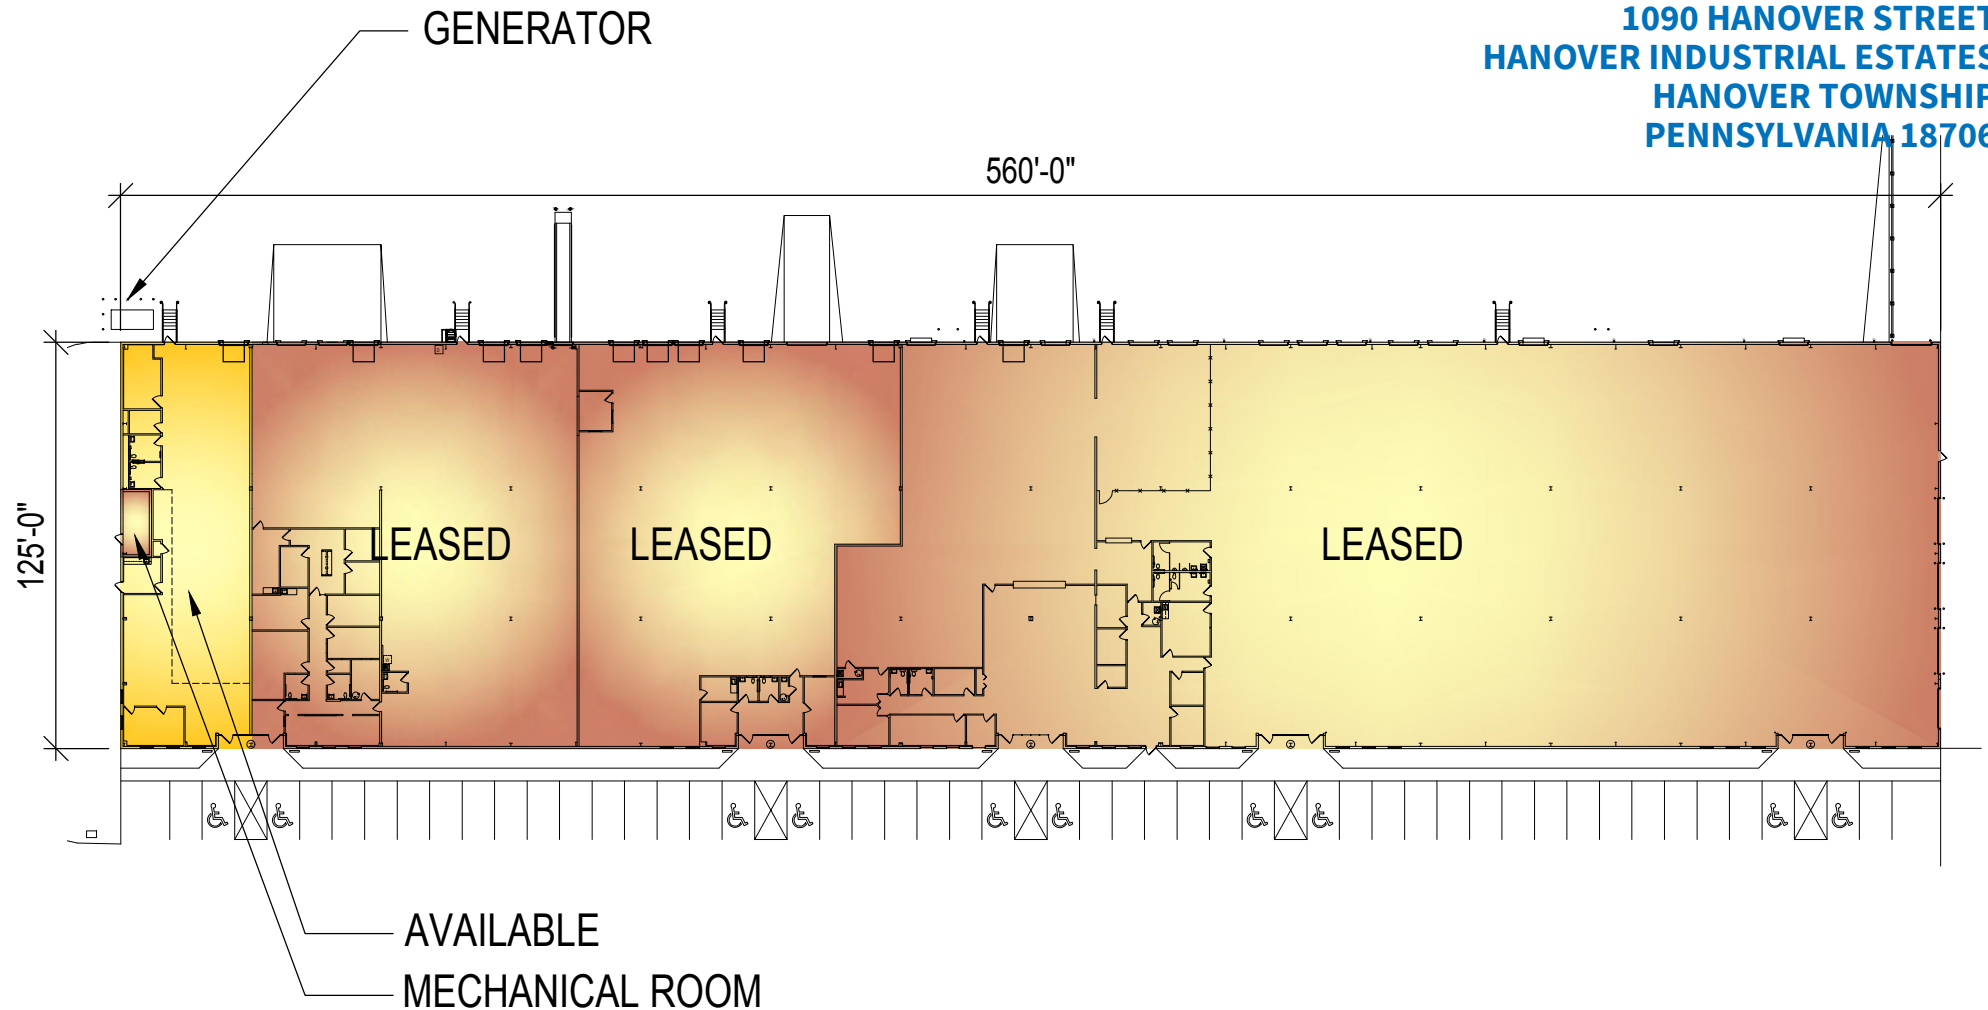 GENERATOR
1090 HANOVER STREET
HANOVER INDUSTRIAL ESTATES
HANOVER TOWNSHIP
PENNSYLVANIA 18706
560'-0"
125'-0"
LEASED
LEASED
LEASED
AVAILABLE
MECHANICAL ROOM